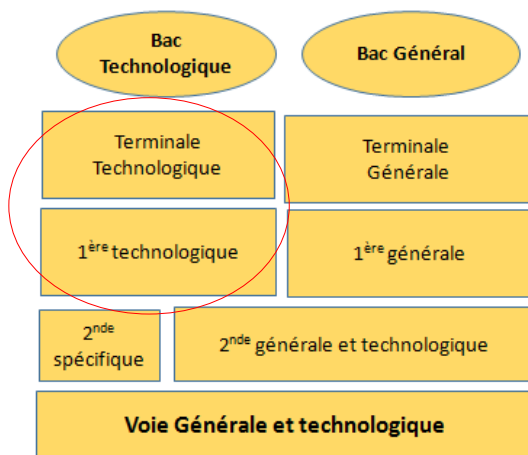 Bac
Technologique
Bac Général
Terminale
Technologique
Terminale
Générale
1ère technologique
1ère générale
2nde
spécifique
2nde générale et technologique
Voie Générale et technologique